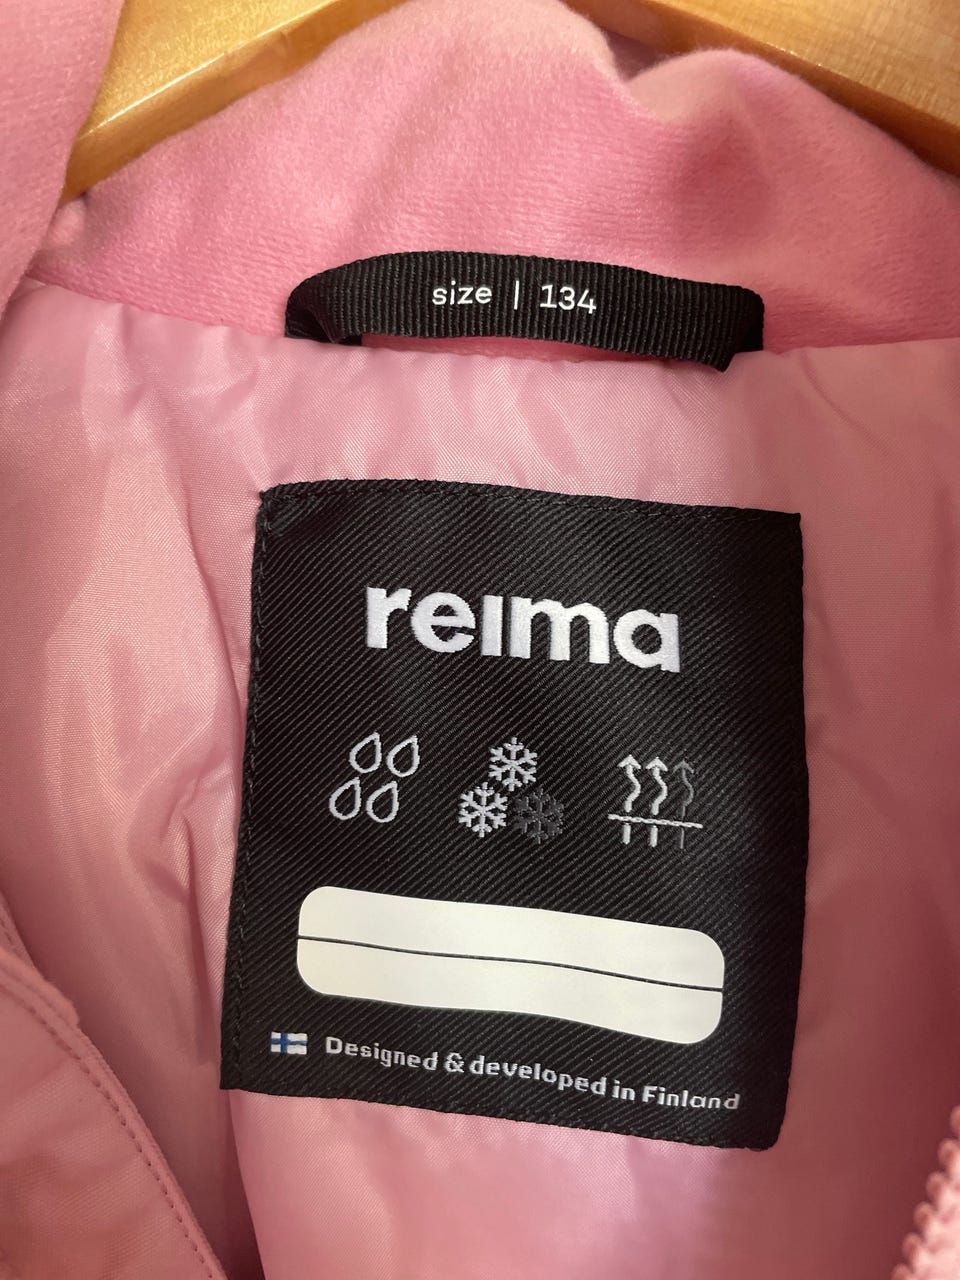 size | 134
reima
Designed & developed in Finland